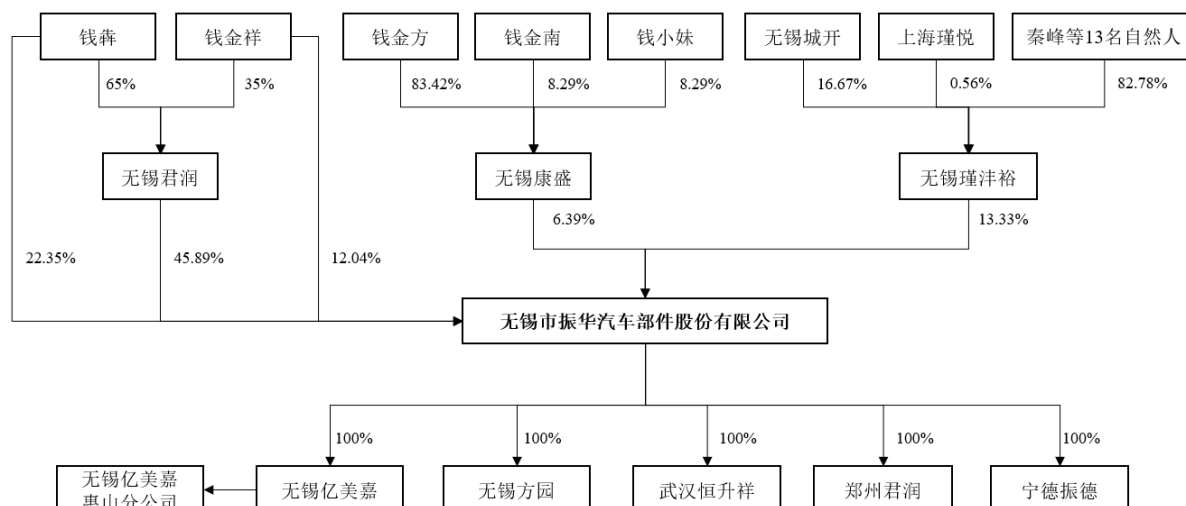 钱犇
钱金祥
钱金方
钱金南
钱小妹
无锡城开
上海瑾悦
秦峰等13名自然人
65%
35%
83.42%
8.29%
8.29%
16.67%
0.56%
82.78%
无锡君润
无锡康盛
无锡瑾沣裕
6.39%
13.33%
22.35%
45.89%
12.04%
无锡市振华汽车部件股份有限公司
100%
100%
100%
100%
100%
无锡亿美嘉
惠山分公司
无锡亿美嘉
无锡方园
武汉恒升祥
郑州君润
宁德振德